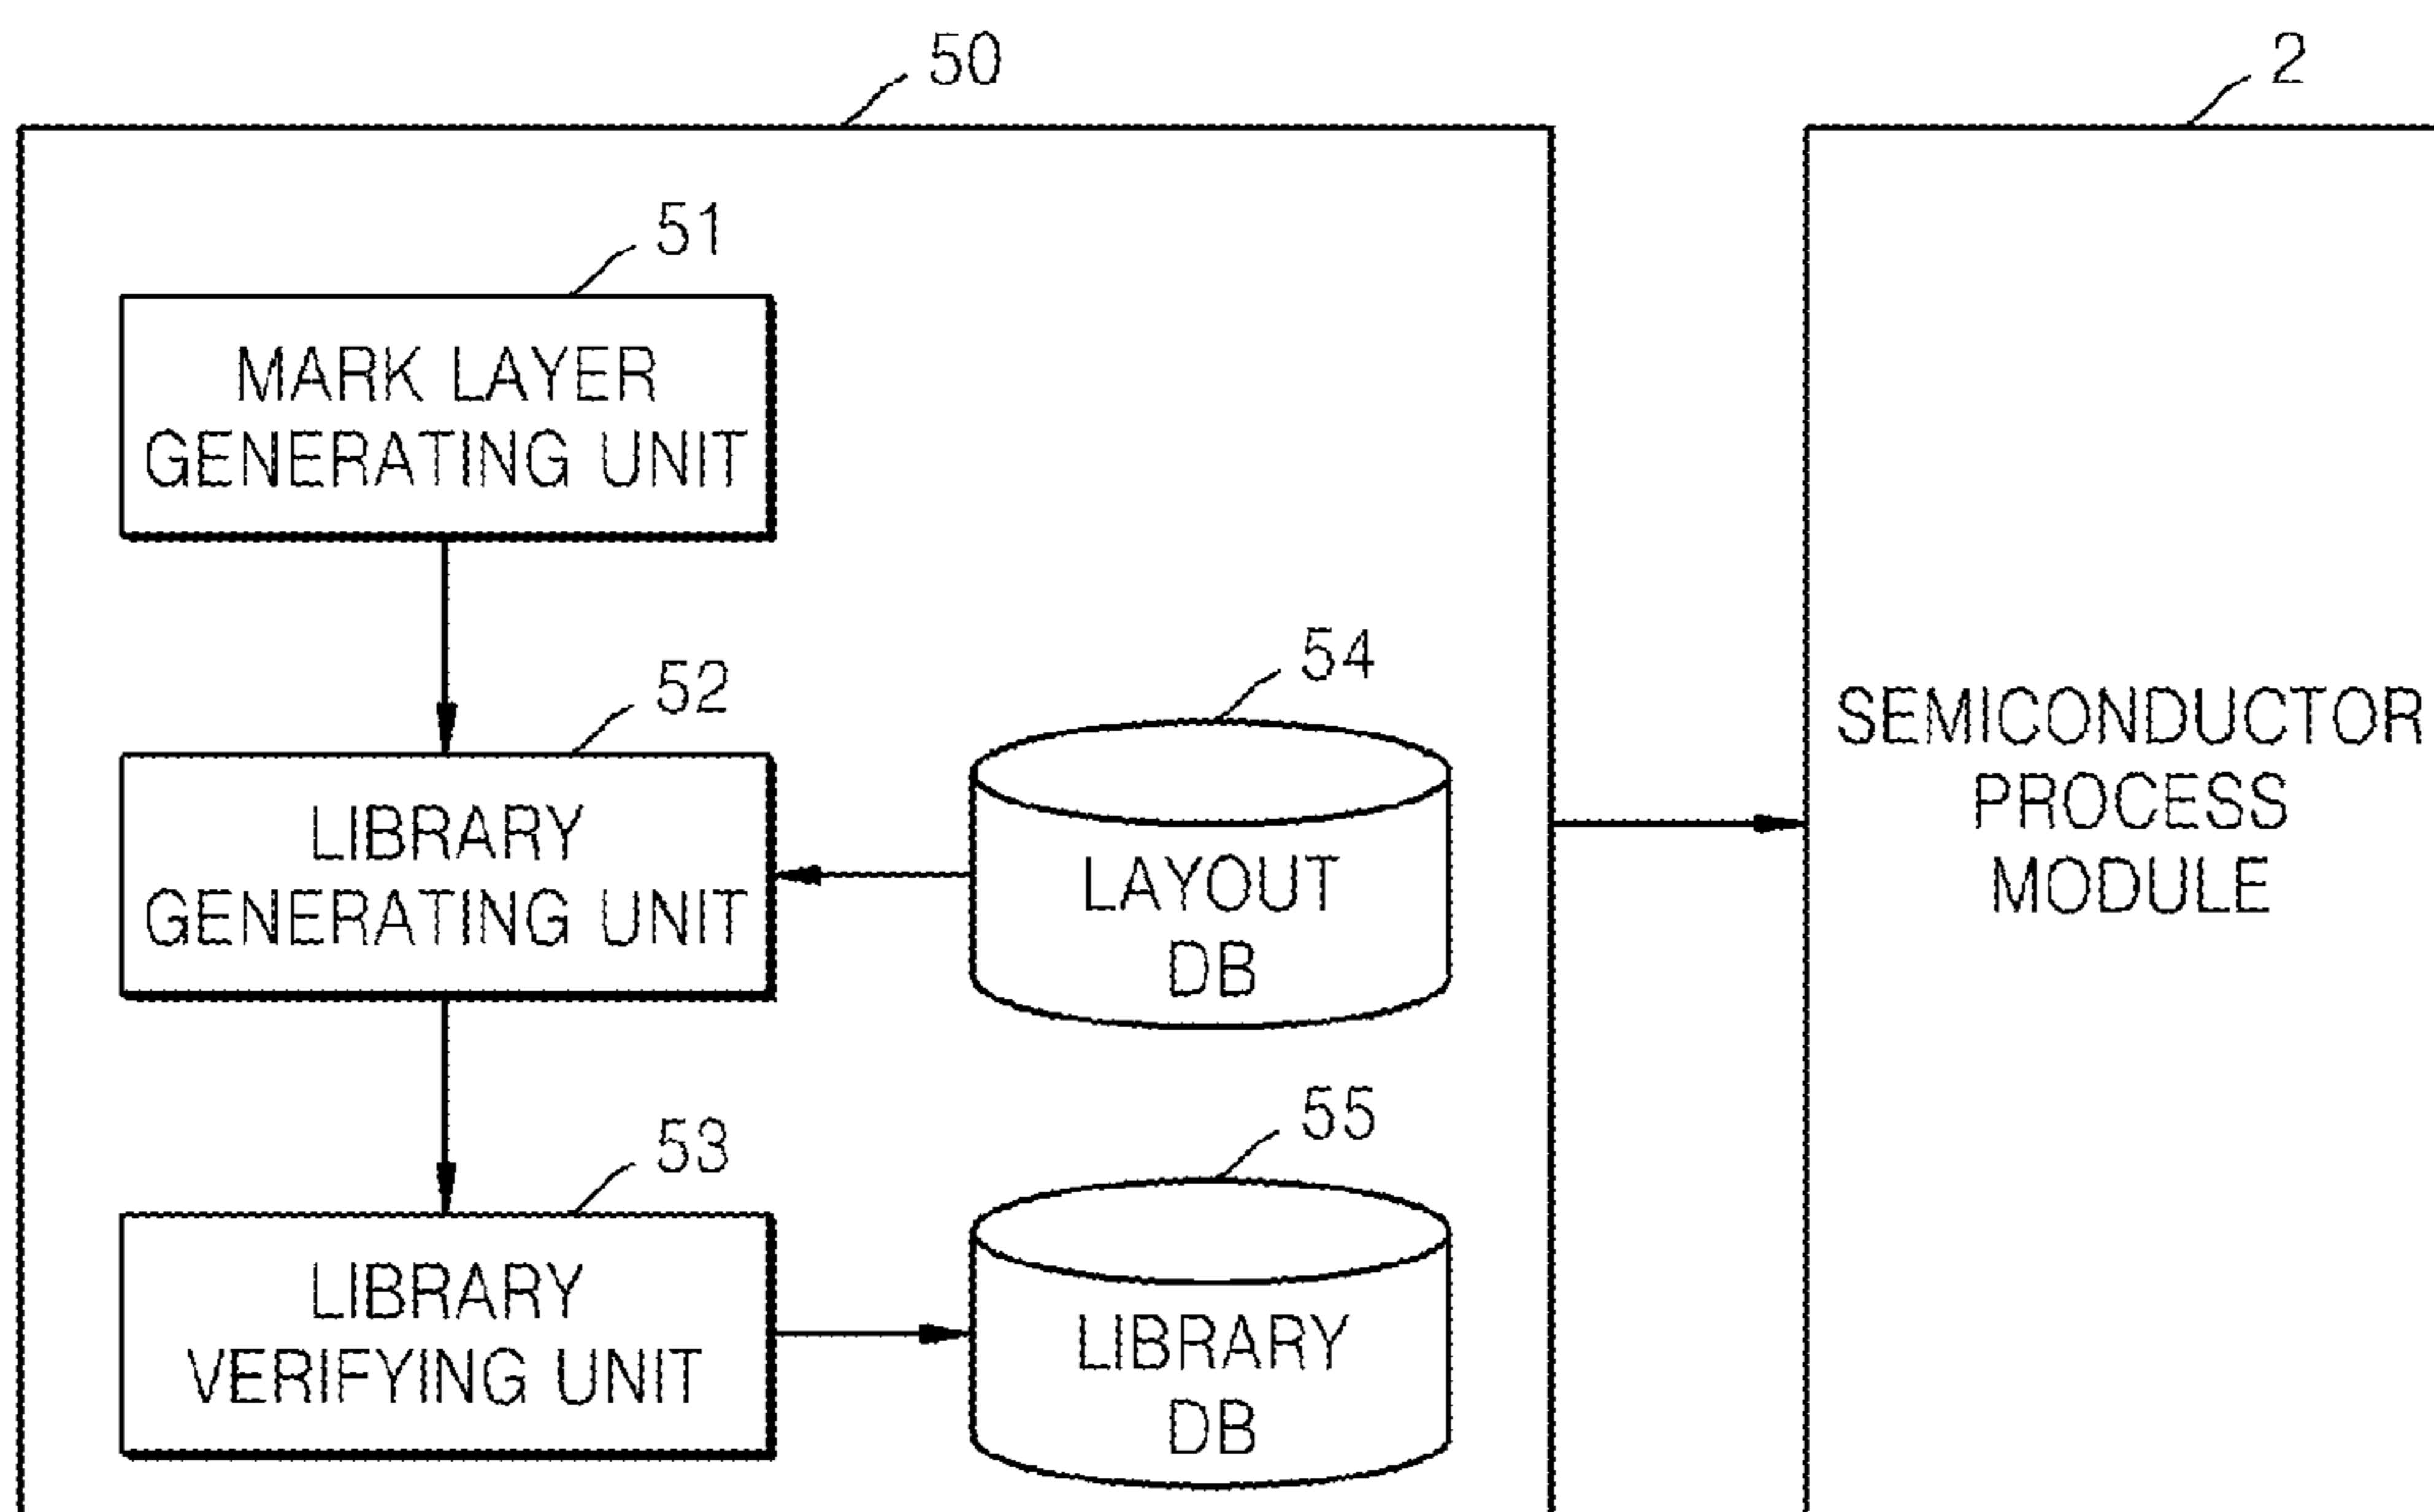 50
2
51
MARK LAYER
GENERATING UNIT
52
LIBRARY
GENERATING UNIT
54
LAYOUT
DB
SEMICONDUCTOR
PROCESS
MODULE
53
LIBRARY
VERIFYING UNIT
55
LIBRARY
DB